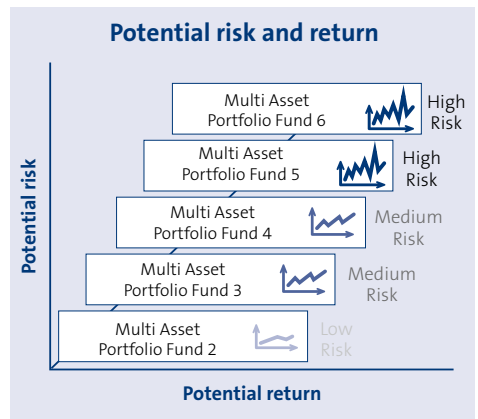 Potential risk and return
Potential risk
Multi Asset
Portfolio Fund 6
High
Risk
Multi Asset
Portfolio Fund 5
High
Risk
Multi Asset
Portfolio Fund 4
Medium
Risk
Multi Asset
Portfolio Fund 3
Medium
Risk
Multi Asset
Portfolio Fund 2
Low
Risk
Potential return